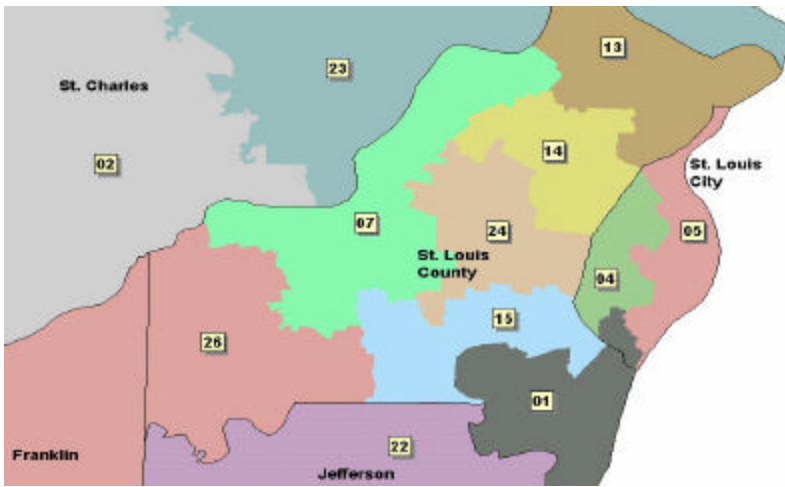 13
23
St. Charles
14
02
St. Louis
City
07
24
05
St. Louis
County
04
15
26
01
22
Franklin
Jefferson